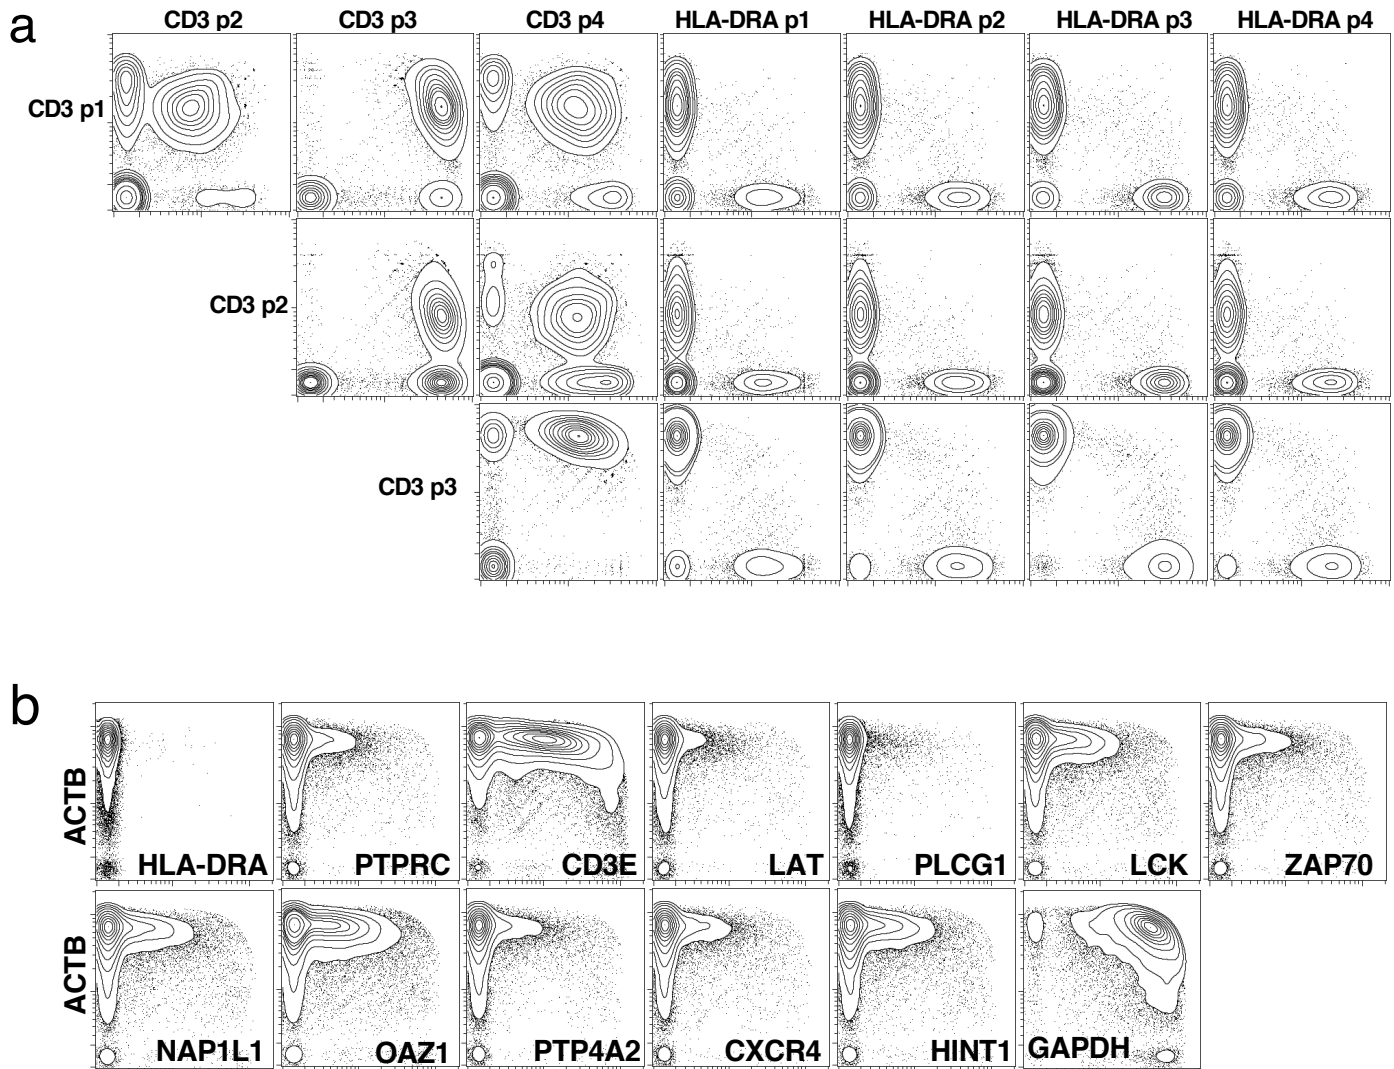 a
CD3 p2 CD3 p3 CD3 p4 HLA-DRA p1 HLA-DRA p2 HLA-DRA p3 HLA-DRA p4
CD3 p1
CD3 p2
CD3 p3
b
ACTB
HLA-DRA PTPRC CD3E LAT PLCG1 LCK ZAP70
ACTB
NAP1L1 OAZ1 PTP4A2 CXCR4 HINT1 GAPDH